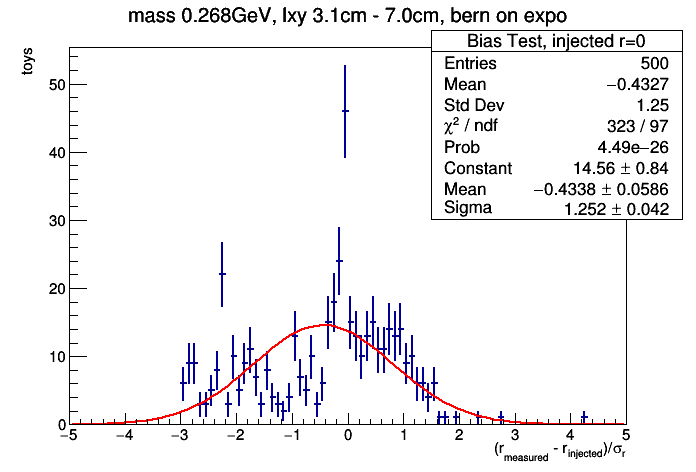 mass 0.268GeV, lxy 3.1cm - 7.0cm, bern on expo
Bias Test, injected r=0
Entries 500
Mean −0.4327
Std Dev 1.25
χ² / ndf 323 / 97
Prob 4.49e−26
Constant 14.56 ± 0.84
Mean −0.4338 ± 0.0586
Sigma 1.252 ± 0.042
toys
50
40
30
20
10
0
−5 −4 −3 −2 −1 0 1 2 3 4 5
(r_measured - r_injected)/σ_r